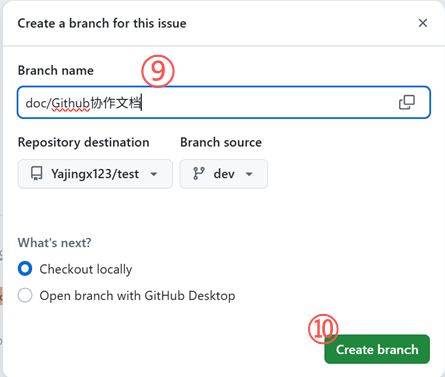 Create a branch for this issue
Branch name
⑨
doc/Github协作文档
Repository destination
Branch source
Yajingx123/test
dev
What's next?
Checkout locally
Open branch with GitHub Desktop
⑩
Create branch